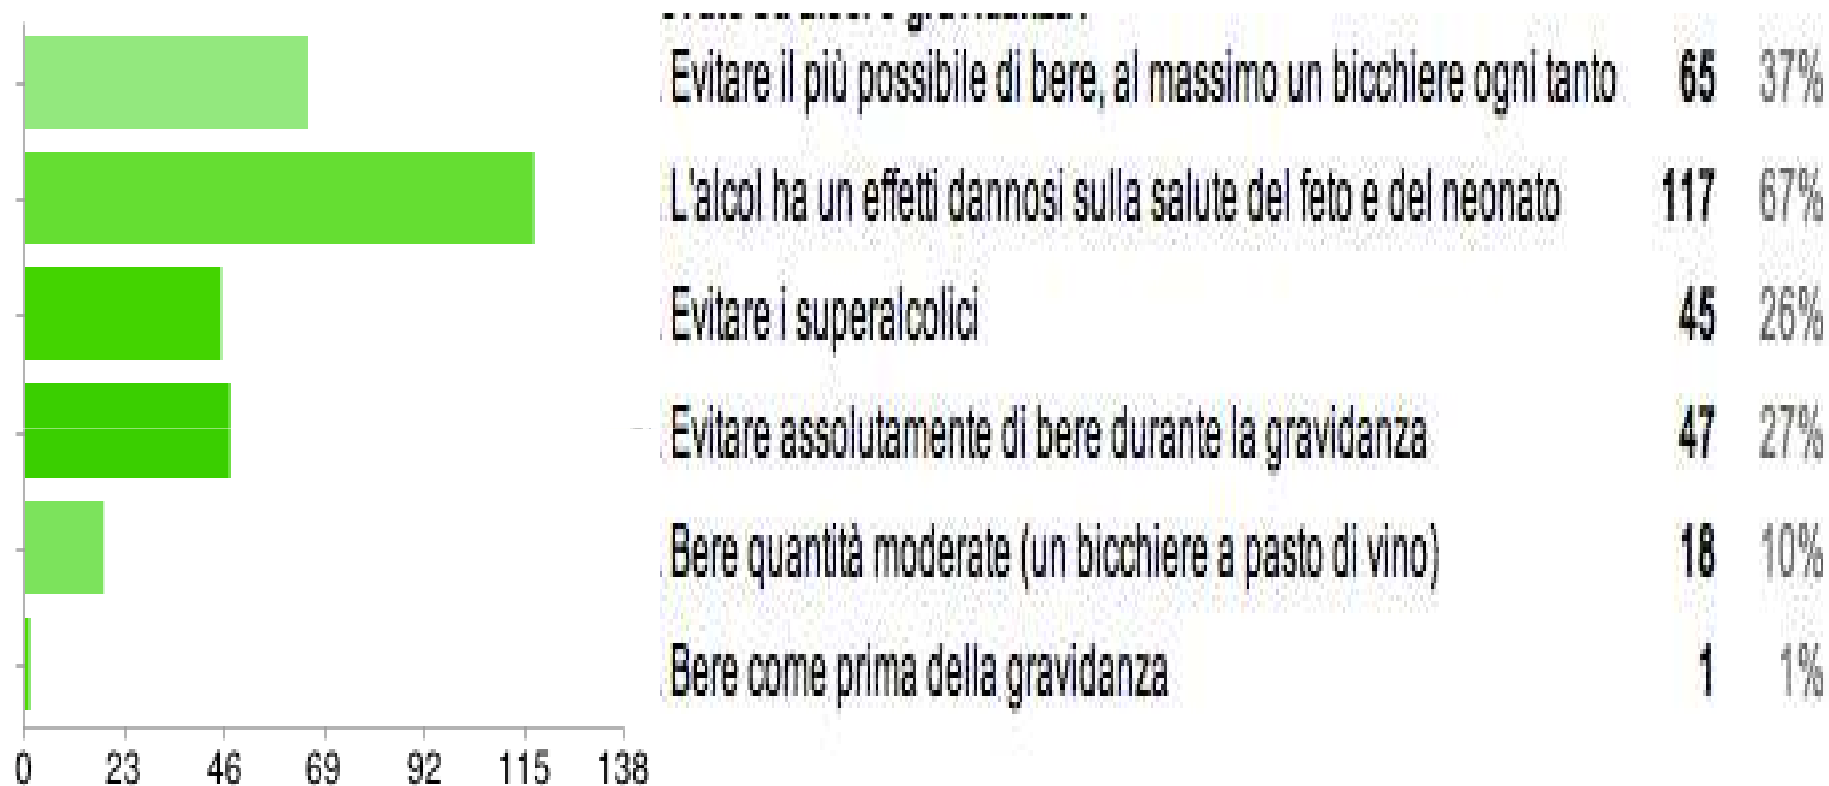 Evitare il più possibile di bere, al massimo un bicchiere ogni tanto 65 37%
L'alcol ha un effetti dannosi sulla salute del feto e del neonato 117 67%
Evitare i superalcolici 45 26%
Evitare assolutamente di bere durante la gravidanza 47 27%
Bere quantità moderate (un bicchiere a pasto di vino) 18 10%
Bere come prima della gravidanza 1 1%
0 23 46 69 92 115 138